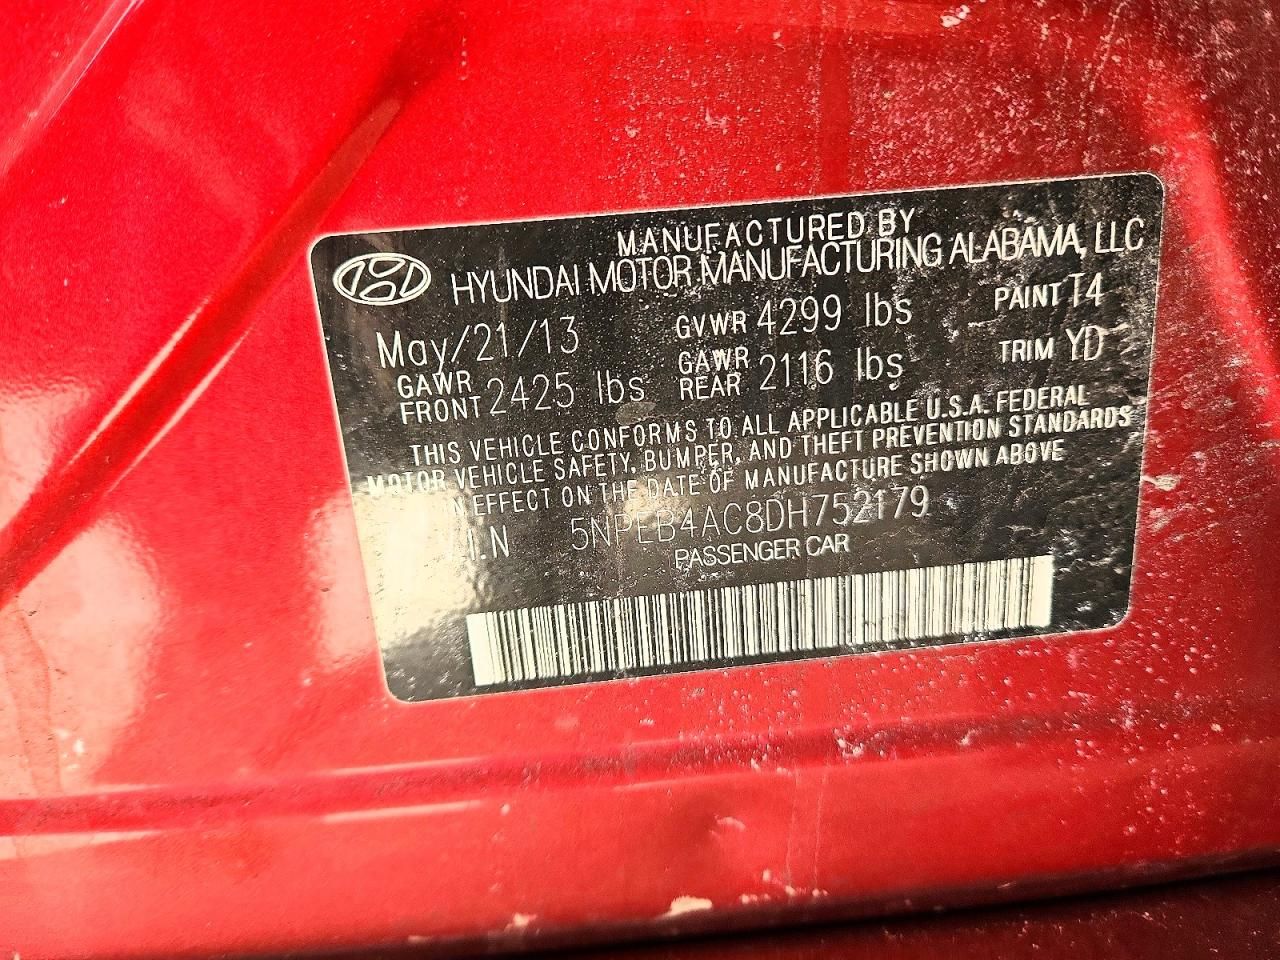 MANUFACTURED BY
HYUNDAI MOTOR MANUFACTURING ALABAMA, LLC
May/21/13 GVWR 4299 lbs PAINT T4
GAWR FRONT 2425 lbs GAWR REAR 2116 lbs TRIM YD
THIS VEHICLE CONFORMS TO ALL APPLICABLE U.S.A. FEDERAL
MOTOR VEHICLE SAFETY, BUMPER, AND THEFT PREVENTION STANDARDS
IN EFFECT ON THE DATE OF MANUFACTURE SHOWN ABOVE
V.I.N 5NPEB4AC8DH752179
PASSENGER CAR